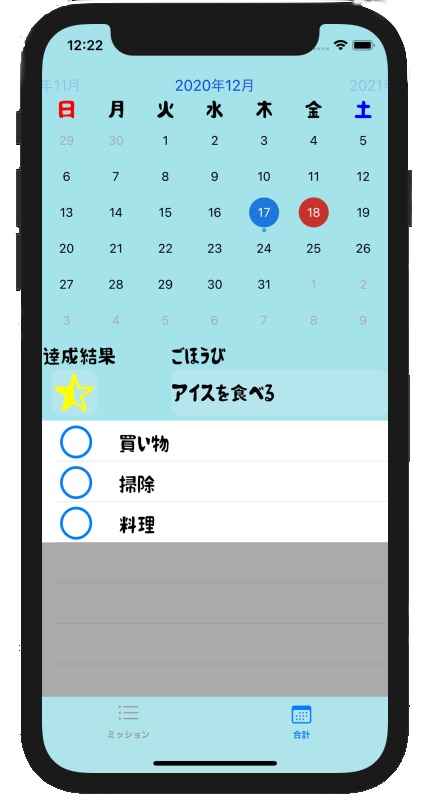 12:22
年11月 2020年12月 2021年
日 月 火 水 木 金 土
29 30 1 2 3 4 5
6 7 8 9 10 11 12
13 14 15 16 17 18 19
20 21 22 23 24 25 26
27 28 29 30 31 1 2
3 4 5 6 7 8 9
達成結果 ごほうび
アイスを食べる
買い物
掃除
料理
ミッション 合計